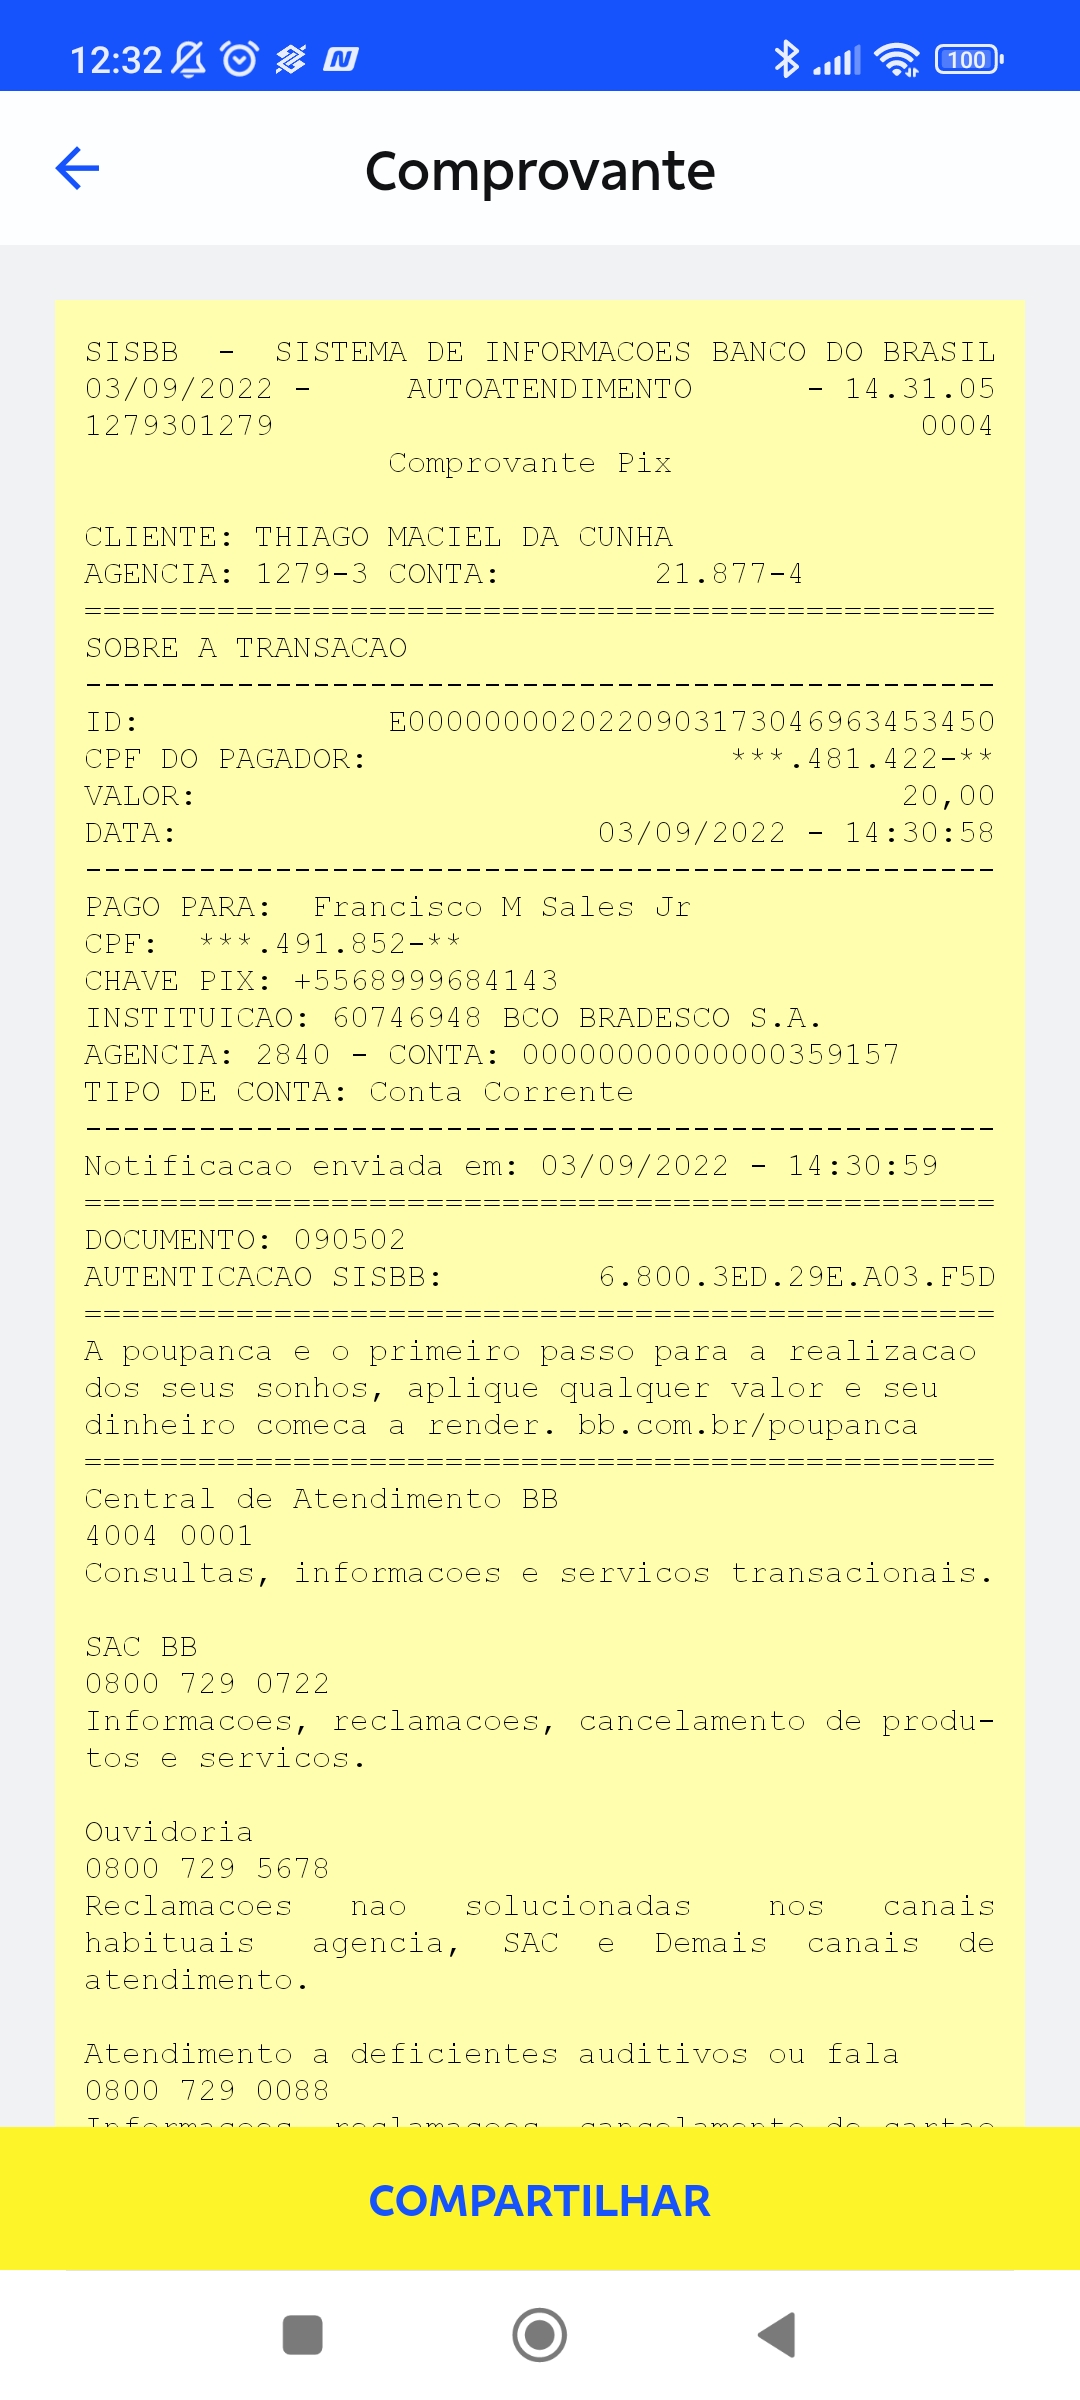 12:32
100
Comprovante
SISBB - SISTEMA DE INFORMACOES BANCO DO BRASIL
03/09/2022 - AUTOATENDIMENTO - 14.31.05
1279301279 0004
Comprovante Pix
CLIENTE: THIAGO MACIEL DA CUNHA
AGENCIA: 1279-3 CONTA: 21.877-4
================================================
SOBRE A TRANSACAO
------------------------------------------------
ID: E0000000020220903173046963453450
CPF DO PAGADOR: ***.481.422-**
VALOR: 20,00
DATA: 03/09/2022 - 14:30:58
------------------------------------------------
PAGO PARA: Francisco M Sales Jr
CPF: ***.491.852-**
CHAVE PIX: +5568999684143
INSTITUICAO: 60746948 BCO BRADESCO S.A.
AGENCIA: 2840 - CONTA: 00000000000000359157
TIPO DE CONTA: Conta Corrente
------------------------------------------------
Notificacao enviada em: 03/09/2022 - 14:30:59
================================================
DOCUMENTO: 090502
AUTENTICACAO SISBB: 6.800.3ED.29E.A03.F5D
================================================
A poupanca e o primeiro passo para a realizacao
dos seus sonhos, aplique qualquer valor e seu
dinheiro comeca a render. bb.com.br/poupanca
================================================
Central de Atendimento BB
4004 0001
Consultas, informacoes e servicos transacionais.
SAC BB
0800 729 0722
Informacoes, reclamacoes, cancelamento de produ-
tos e servicos.
Ouvidoria
0800 729 5678
Reclamacoes nao solucionadas nos canais
habituais agencia, SAC e Demais canais de
atendimento.
Atendimento a deficientes auditivos ou fala
0800 729 0088
Informacoes, reclamacoes, cancelamento de cartao
COMPARTILHAR